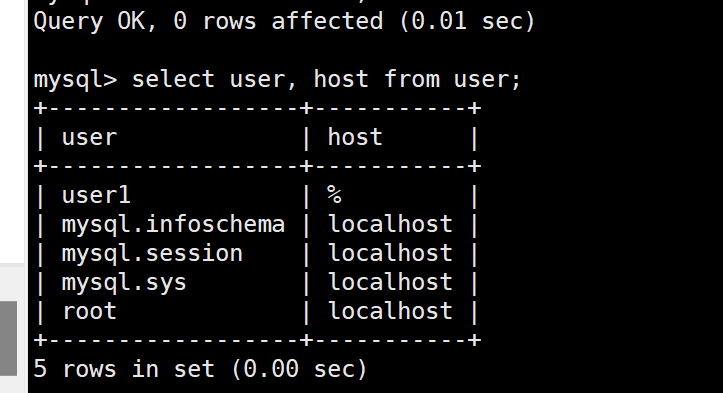 Query OK, 0 rows affected (0.01 sec)
mysql> select user, host from user;
+------------------+-----------+
| user             | host      |
+------------------+-----------+
| user1            | %         |
| mysql.infoschema | localhost |
| mysql.session    | localhost |
| mysql.sys        | localhost |
| root             | localhost |
+------------------+-----------+
5 rows in set (0.00 sec)